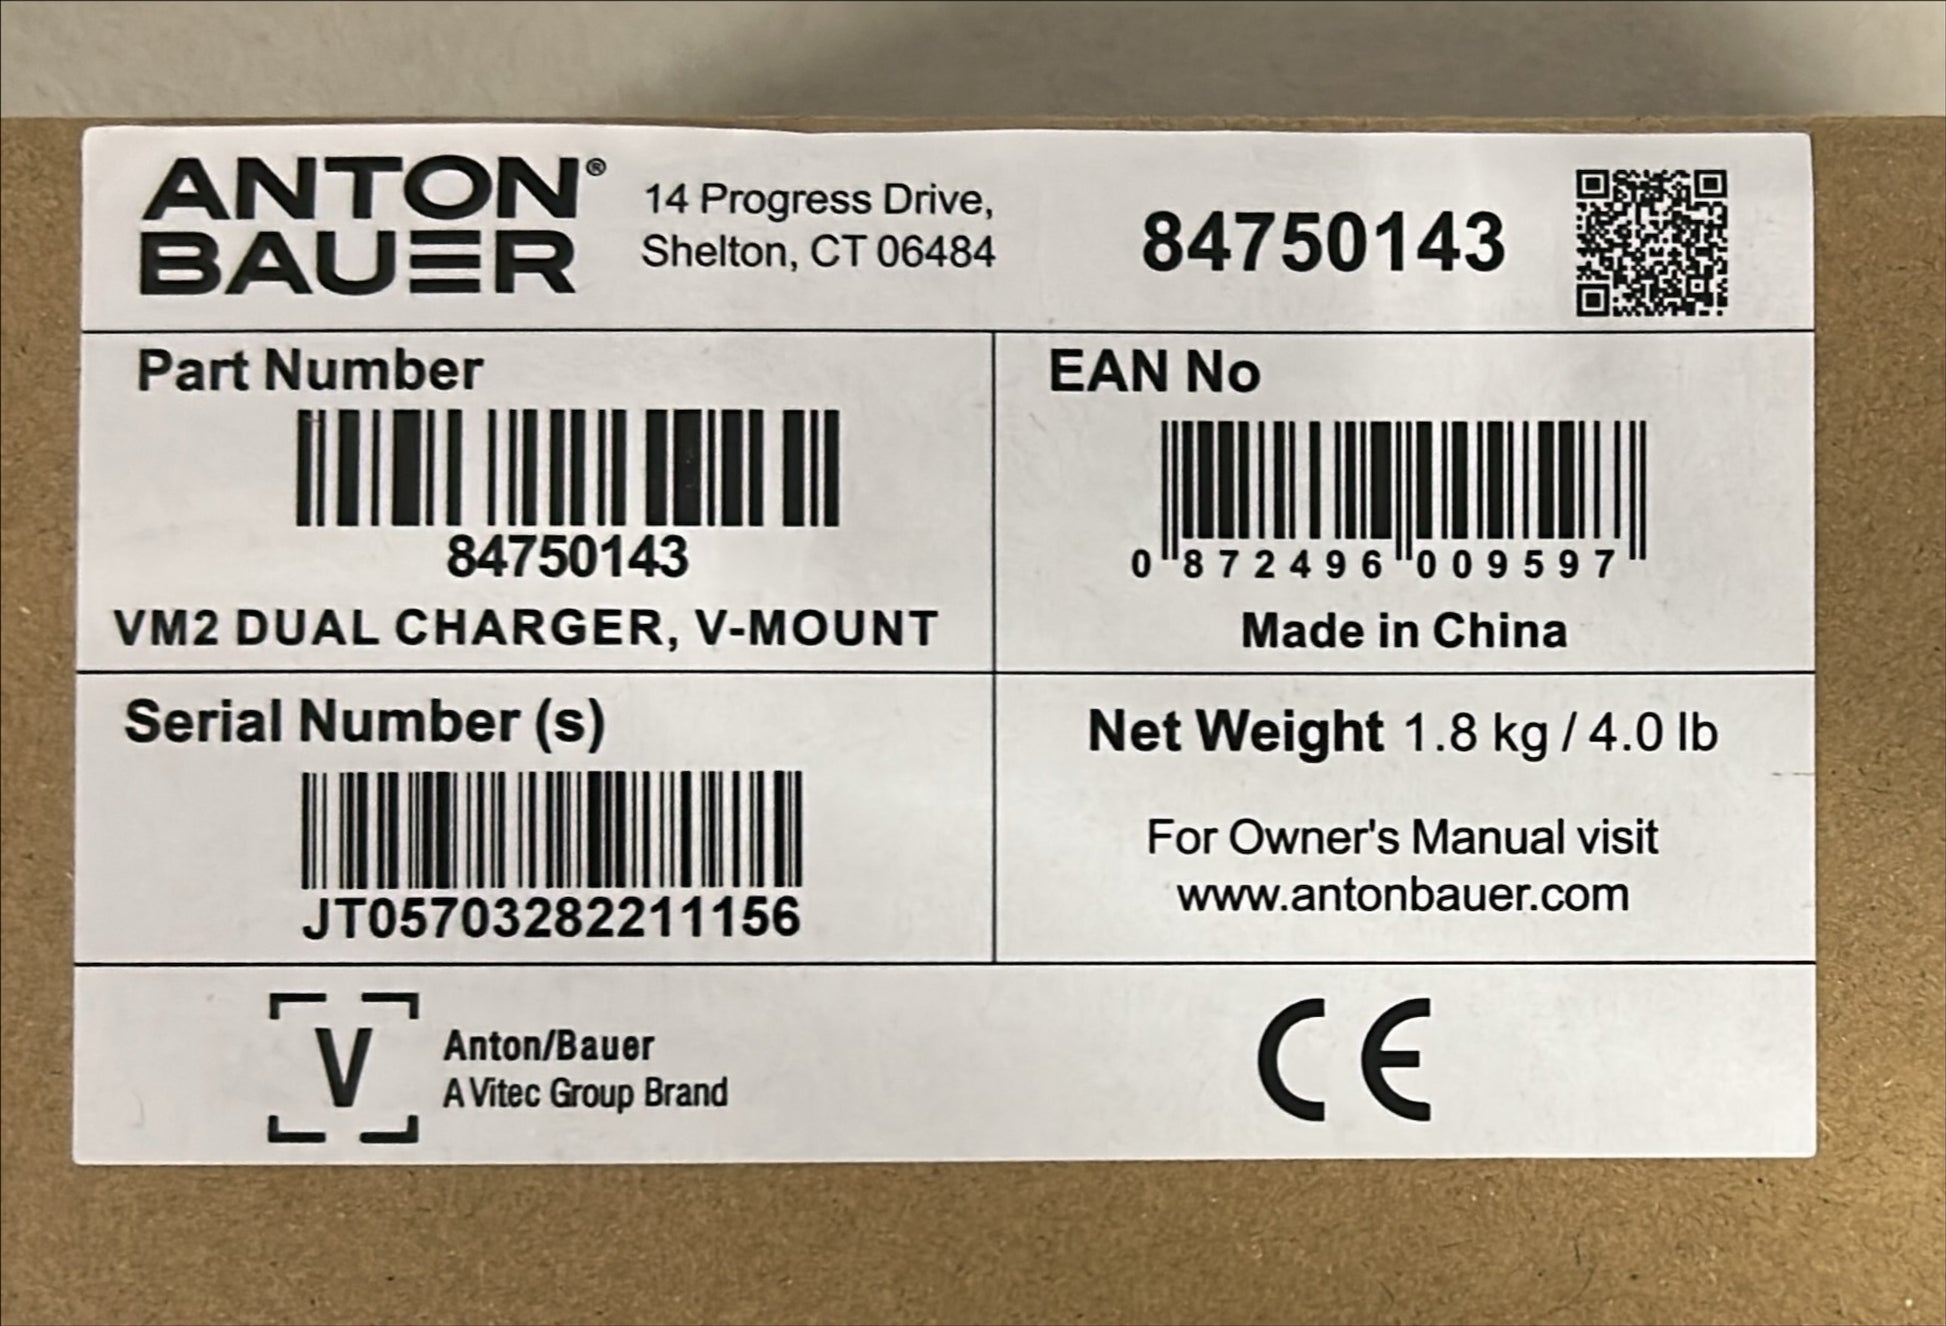 ANTON
BAUER®
14 Progress Drive,
Shelton, CT 06484
84750143
Part Number
84750143
VM2 DUAL CHARGER, V-MOUNT
EAN No
0 872496 009597
Made in China
Serial Number (s)
JT05703282211156
Net Weight 1.8 kg / 4.0 lb
For Owner's Manual visit
www.antonbauer.com
V
Anton/Bauer
A Vitec Group Brand
CE